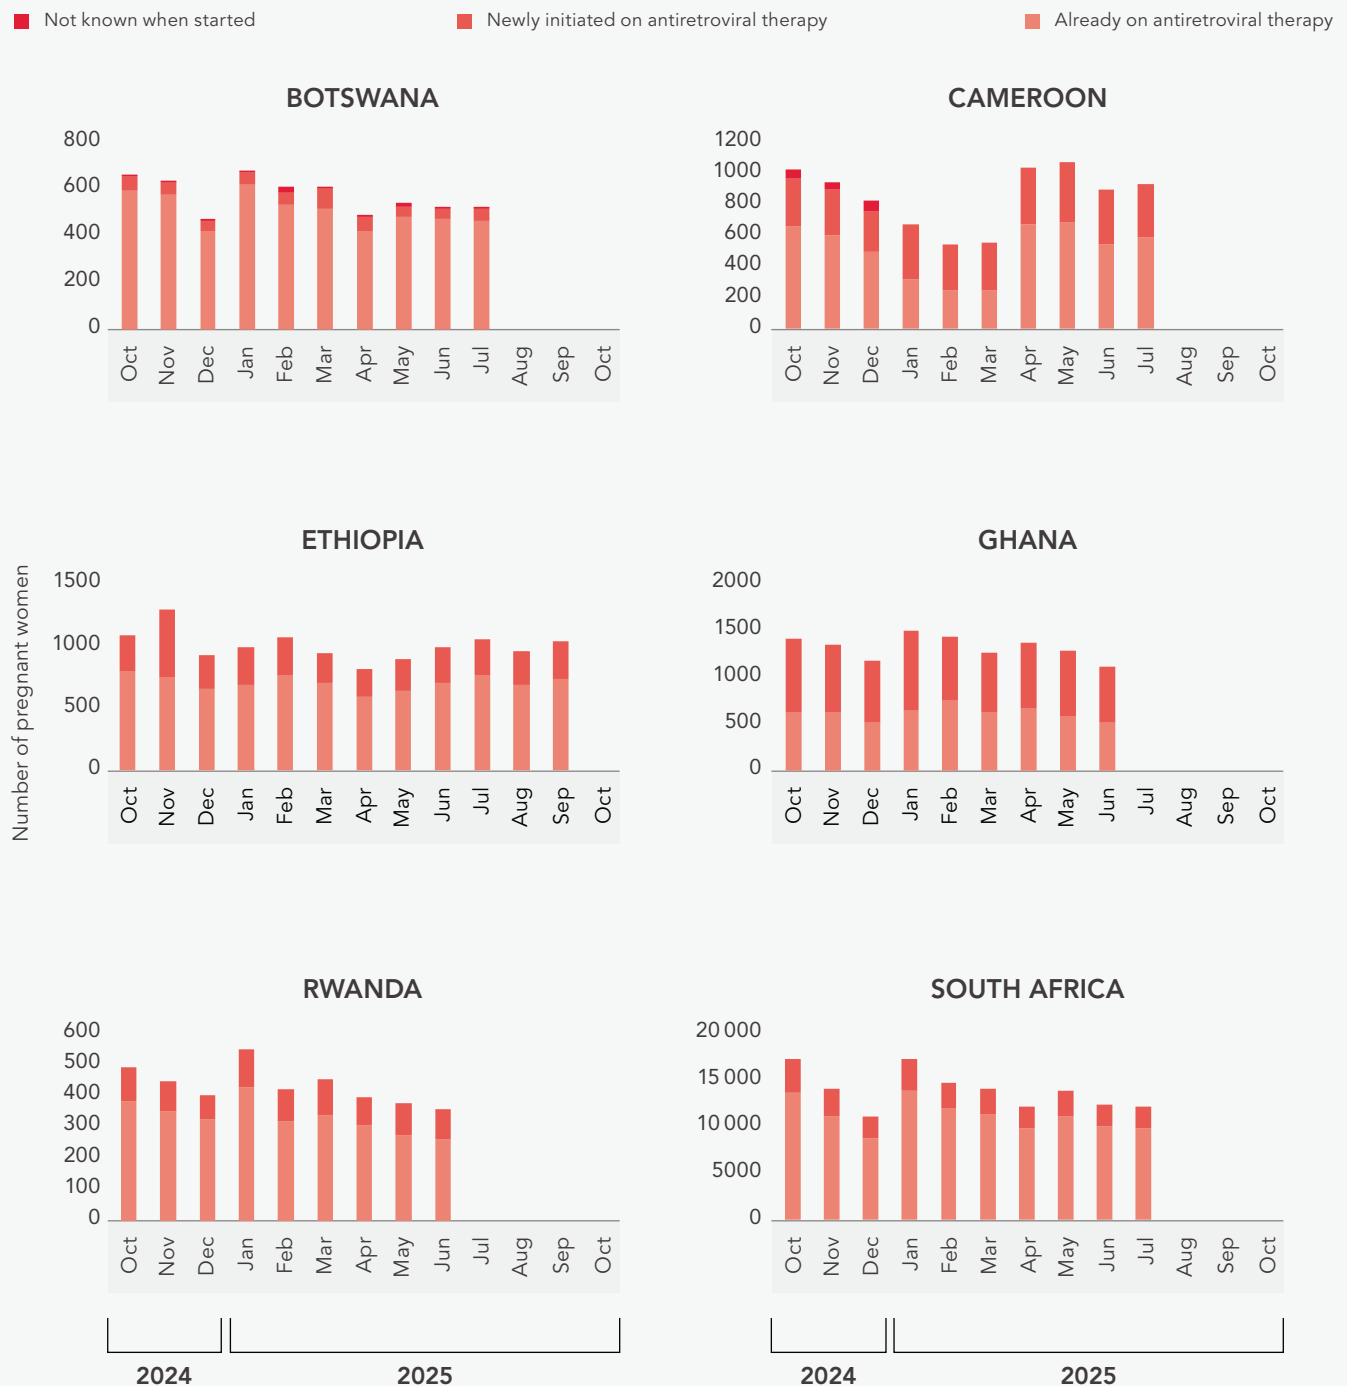 Not known when started
Newly initiated on antiretroviral therapy
Already on antiretroviral therapy
Number of pregnant women
BOTSWANA
800
600
400
200
0
Oct Nov Dec Jan Feb Mar Apr May Jun Jul Aug Sep Oct
CAMEROON
1200
1000
800
600
400
200
0
Oct Nov Dec Jan Feb Mar Apr May Jun Jul Aug Sep Oct
ETHIOPIA
1500
1000
500
0
Oct Nov Dec Jan Feb Mar Apr May Jun Jul Aug Sep Oct
GHANA
2000
1500
1000
500
0
Oct Nov Dec Jan Feb Mar Apr May Jun Jul Aug Sep Oct
RWANDA
600
500
400
300
200
100
0
Oct Nov Dec Jan Feb Mar Apr May Jun Jul Aug Sep Oct
2024 2025
SOUTH AFRICA
20 000
15 000
10 000
5000
0
Oct Nov Dec Jan Feb Mar Apr May Jun Jul Aug Sep Oct
2024 2025